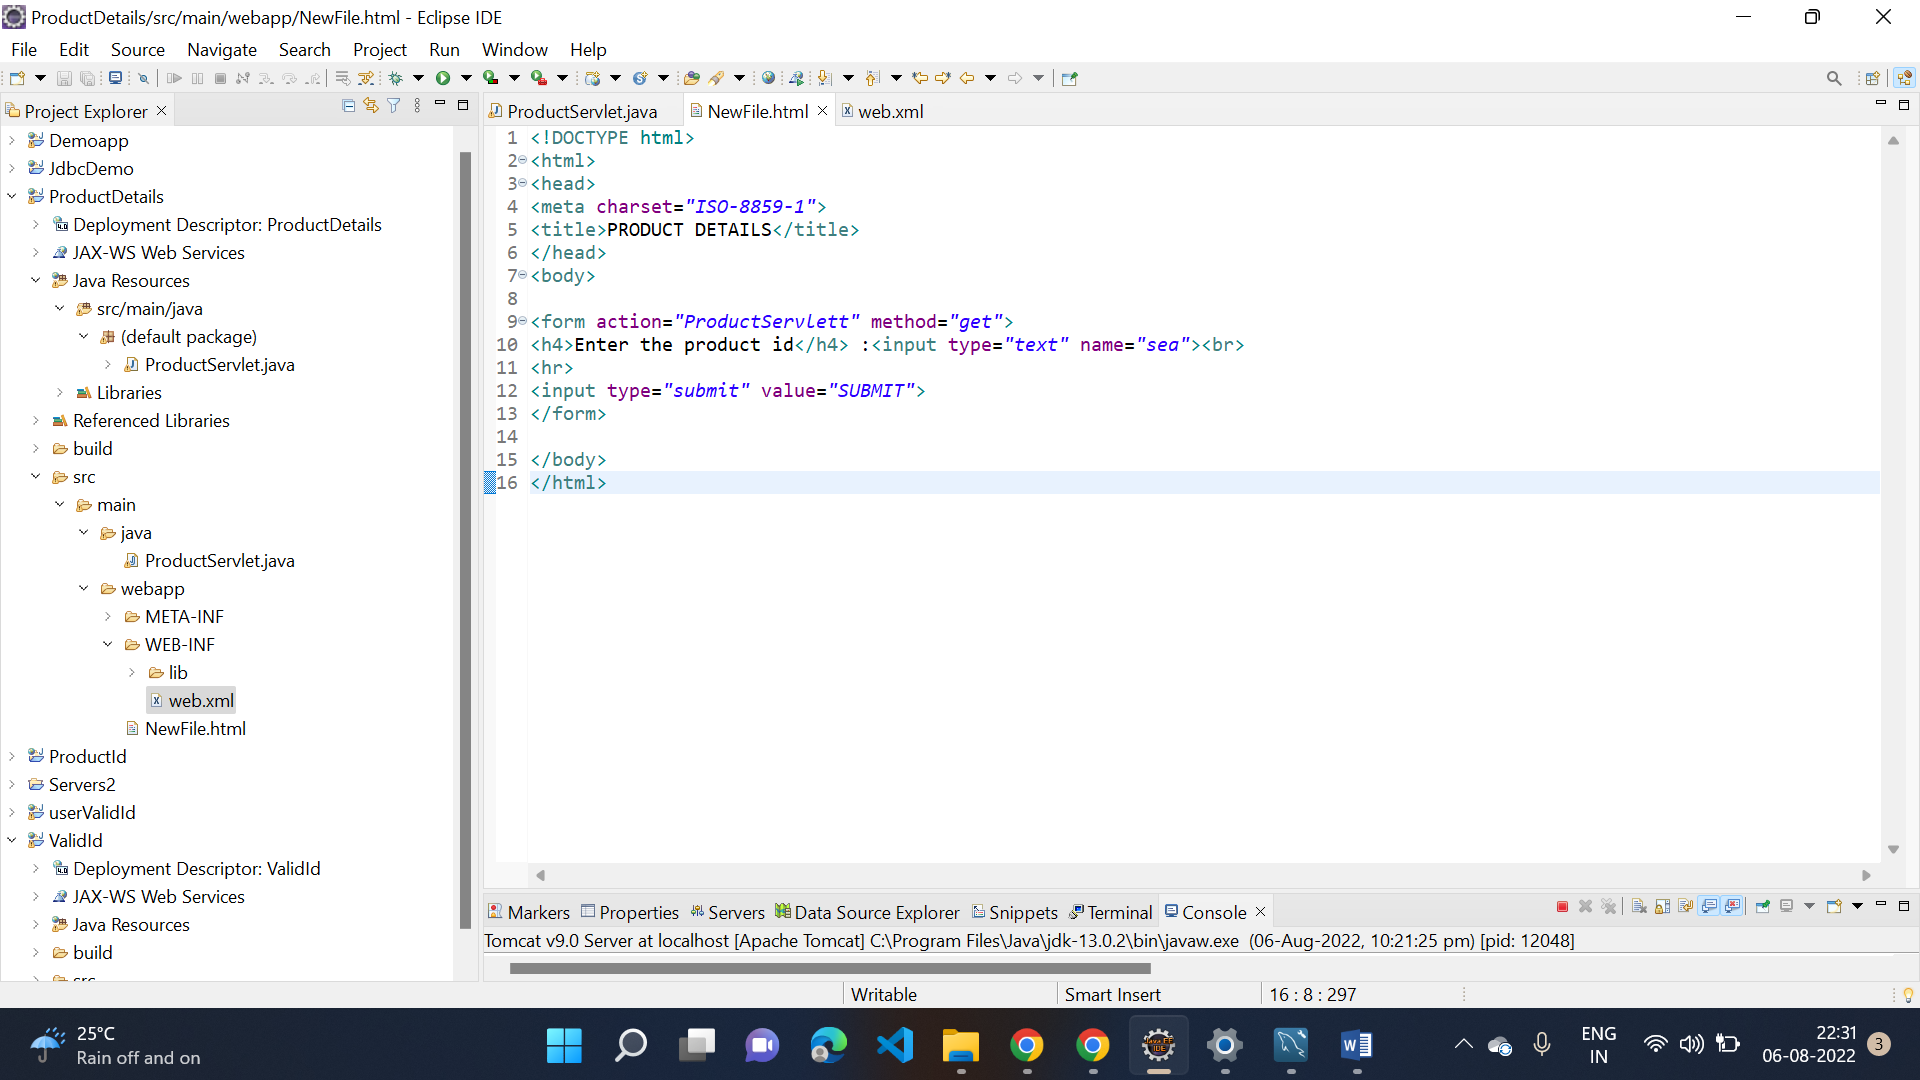 ProductDetails/src/main/webapp/NewFile.html - Eclipse IDE
File Edit Source Navigate Search Project Run Window Help
Project Explorer
Demoapp
JdbcDemo
ProductDetails
Deployment Descriptor: ProductDetails
JAX-WS Web Services
Java Resources
src/main/java
(default package)
ProductServlet.java
Libraries
Referenced Libraries
build
src
main
java
ProductServlet.java
webapp
META-INF
WEB-INF
lib
web.xml
NewFile.html
ProductId
Servers2
userValidId
ValidId
Deployment Descriptor: ValidId
JAX-WS Web Services
Java Resources
build
src
ProductServlet.java NewFile.html web.xml
1 <!DOCTYPE html>
2 <html>
3 <head>
4 <meta charset="ISO-8859-1">
5 <title>PRODUCT DETAILS</title>
6 </head>
7 <body>
8
9 <form action="ProductServlett" method="get">
10 <h4>Enter the product id</h4> :<input type="text" name="sea"><br>
11 <hr>
12 <input type="submit" value="SUBMIT">
13 </form>
14
15 </body>
16 </html>
Markers Properties Servers Data Source Explorer Snippets Terminal Console
Tomcat v9.0 Server at localhost [Apache Tomcat] C:\Program Files\Java\jdk-13.0.2\bin\javaw.exe (06-Aug-2022, 10:21:25 pm) [pid: 12048]
Writable Smart Insert 16 : 8 : 297
25°C
Rain off and on
Java EE
IDE
ENG
IN
22:31
06-08-2022
3